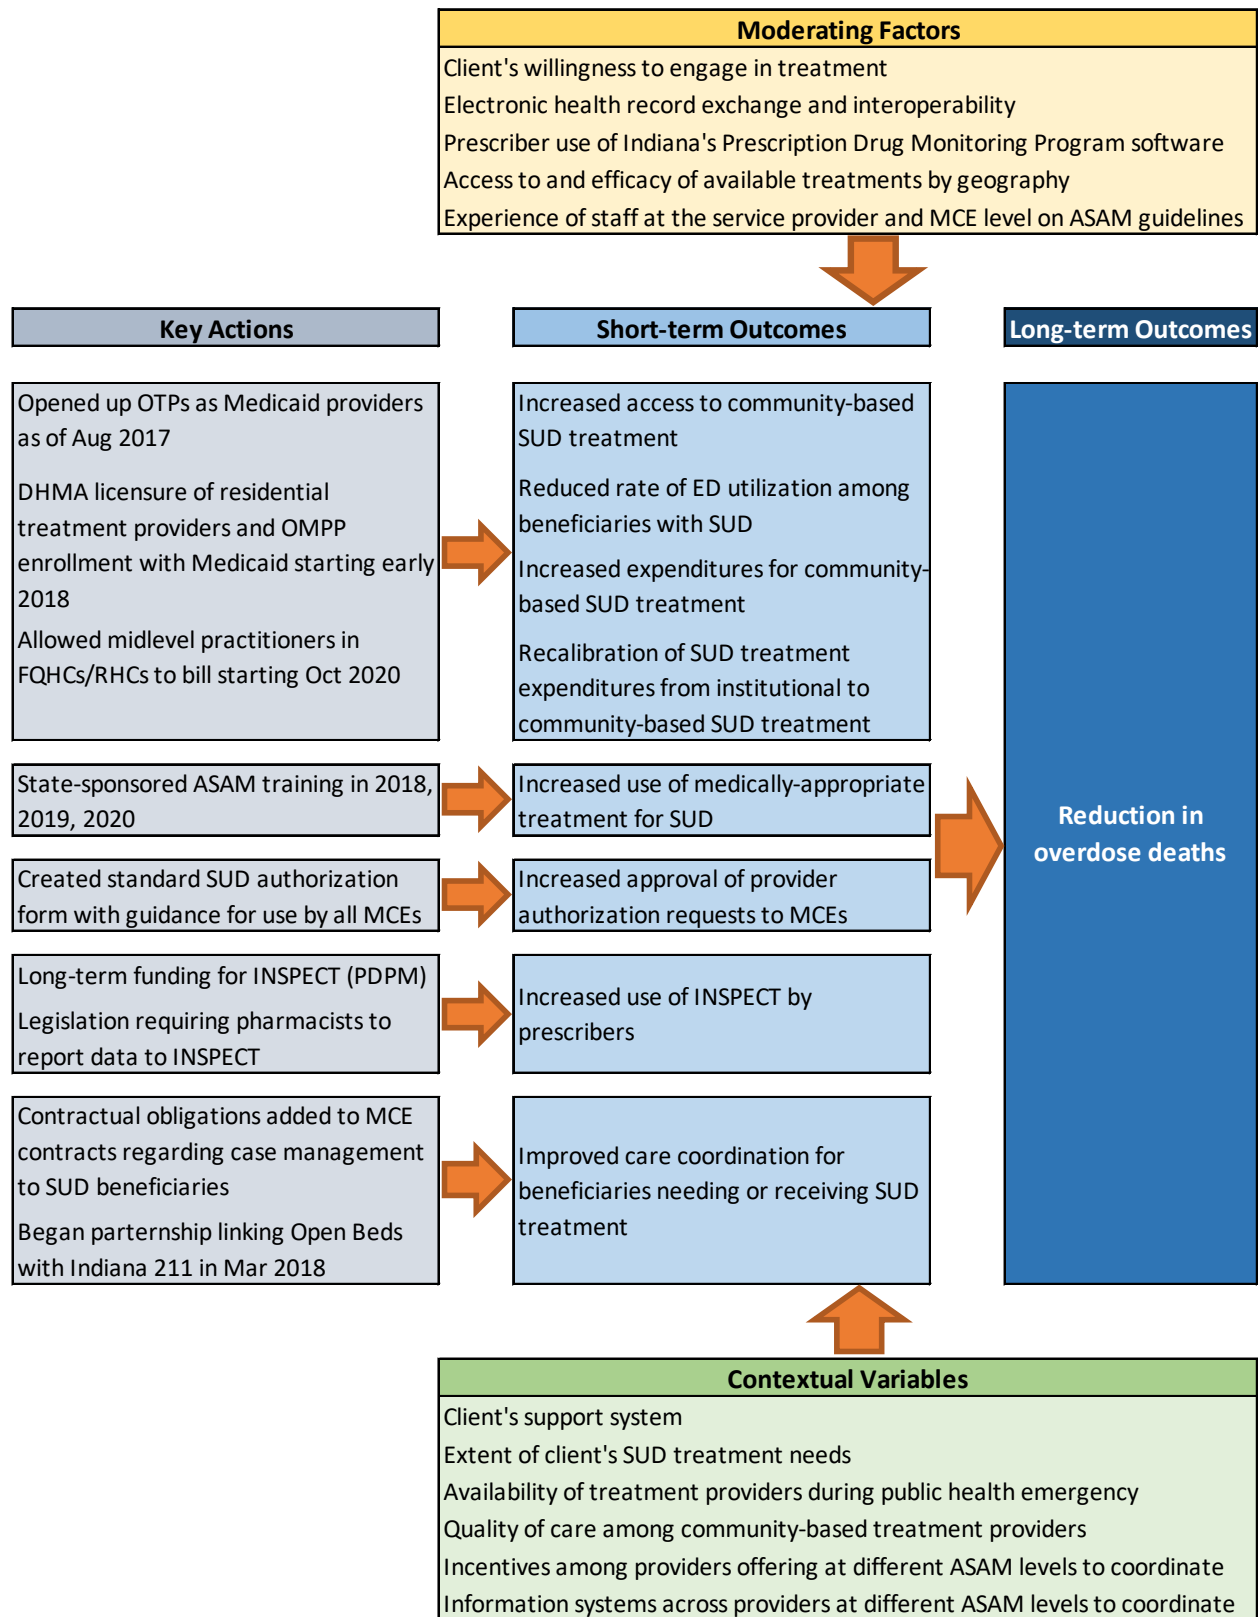 Moderating Factors
Client's willingness to engage in treatment
Electronic health record exchange and interoperability
Prescriber use of Indiana's Prescription Drug Monitoring Program software
Access to and efficacy of available treatments by geography
Experience of staff at the service provider and MCE level on ASAM guidelines
Key Actions
Short-term Outcomes
Long-term Outcomes
Opened up OTPs as Medicaid providers
as of Aug 2017
DHMA licensure of residential
treatment providers and OMPP
enrollment with Medicaid starting early
2018
Allowed midlevel practitioners in
FQHCs/RHCs to bill starting Oct 2020
Increased access to community-based
SUD treatment
Reduced rate of ED utilization among
beneficiaries with SUD
Increased expenditures for community-
based SUD treatment
Recalibration of SUD treatment
expenditures from institutional to
community-based SUD treatment
State-sponsored ASAM training in 2018,
2019, 2020
Increased use of medically-appropriate
treatment for SUD
Created standard SUD authorization
form with guidance for use by all MCEs
Increased approval of provider
authorization requests to MCEs
Long-term funding for INSPECT (PDPM)
Legislation requiring pharmacists to
report data to INSPECT
Increased use of INSPECT by
prescribers
Contractual obligations added to MCE
contracts regarding case management
to SUD beneficiaries
Began parternship linking Open Beds
with Indiana 211 in Mar 2018
Improved care coordination for
beneficiaries needing or receiving SUD
treatment
Reduction in
overdose deaths
Contextual Variables
Client's support system
Extent of client's SUD treatment needs
Availability of treatment providers during public health emergency
Quality of care among community-based treatment providers
Incentives among providers offering at different ASAM levels to coordinate
Information systems across providers at different ASAM levels to coordinate